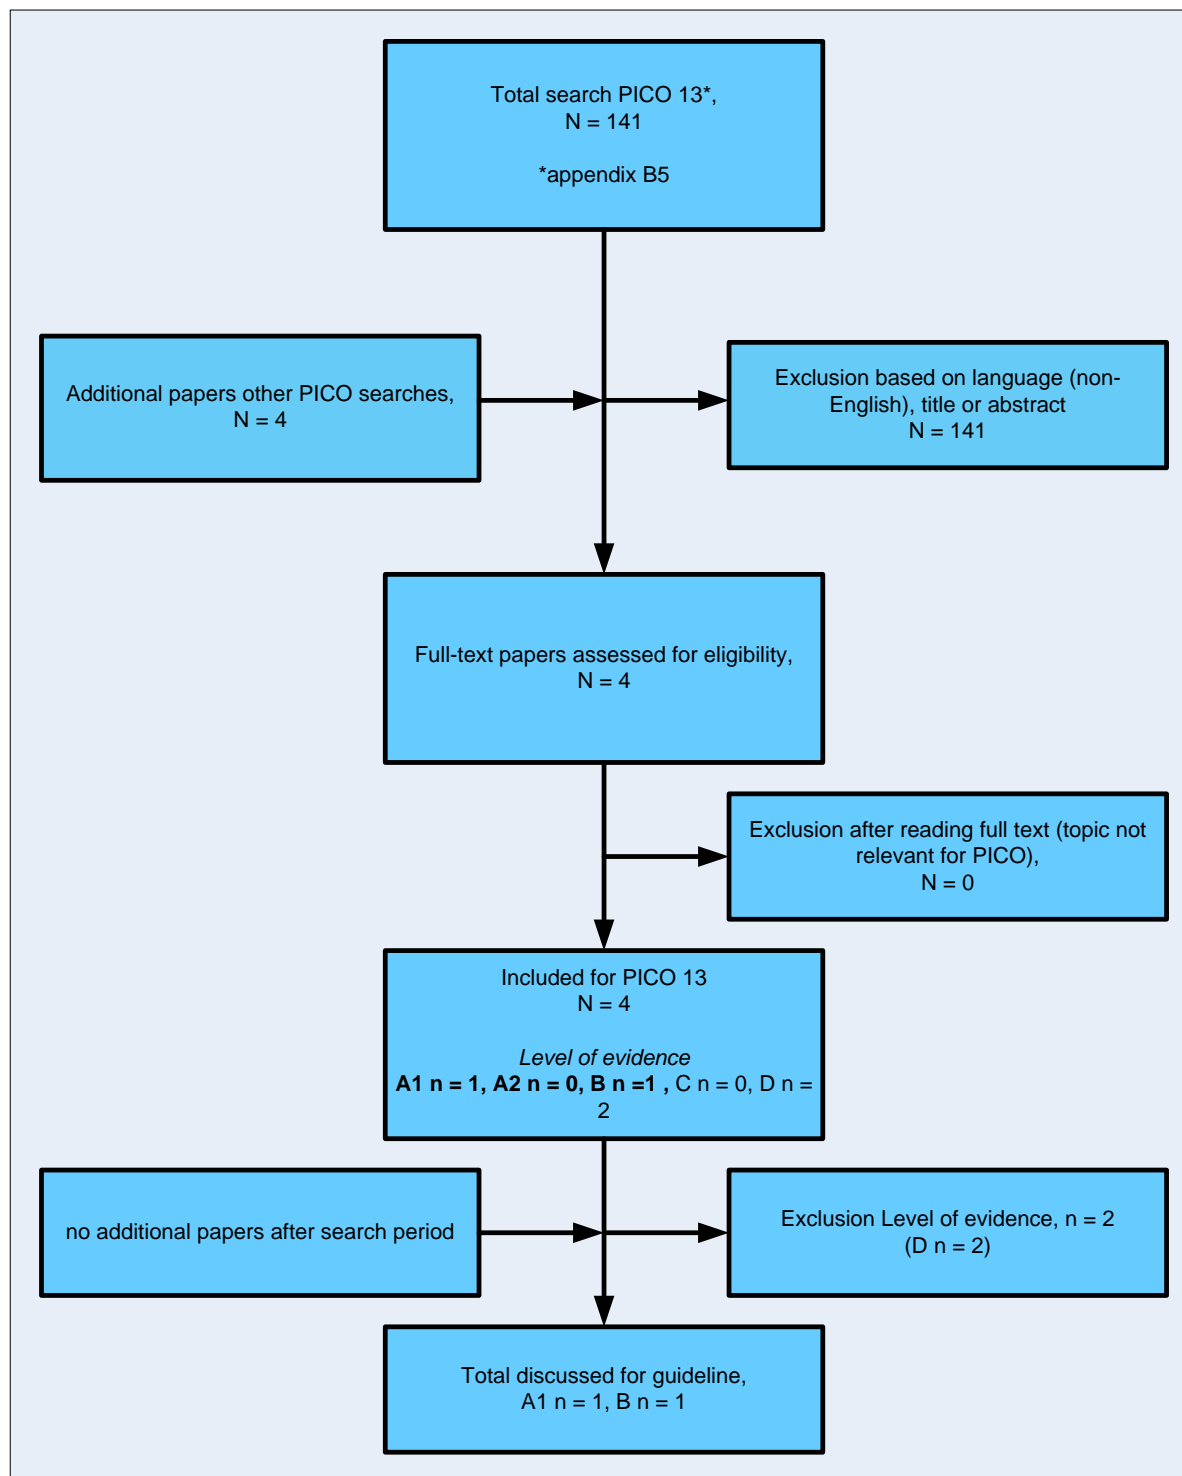 Total search PICO 13*,
N = 141
*appendix B5
Additional papers other PICO searches,
N = 4
Exclusion based on language (non-
English), title or abstract
N = 141
Full-text papers assessed for eligibility,
N = 4
Exclusion after reading full text (topic not
relevant for PICO),
N = 0
Included for PICO 13
N = 4
Level of evidence
A1 n = 1, A2 n = 0, B n =1 , C n = 0, D n =
2
no additional papers after search period
Exclusion Level of evidence, n = 2
(D n = 2)
Total discussed for guideline,
A1 n = 1, B n = 1